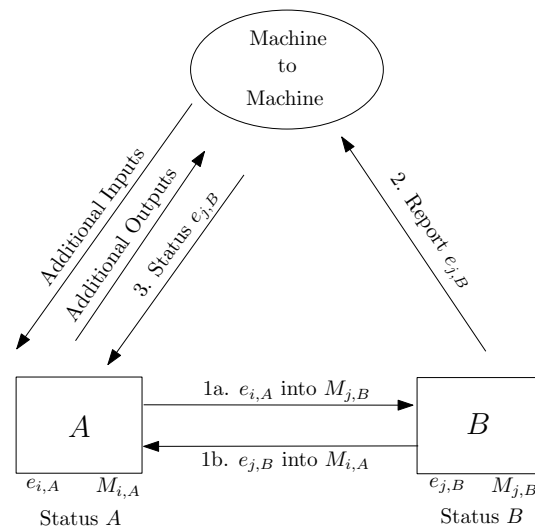 Machine
to
Machine
Additional Inputs
Additional Outputs
3. Status e_{j,B}
2. Report e_{j,B}
1a. e_{i,A} into M_{j,B}
A
B
1b. e_{j,B} into M_{i,A}
e_{i,A} M_{i,A}
e_{j,B} M_{j,B}
Status A
Status B